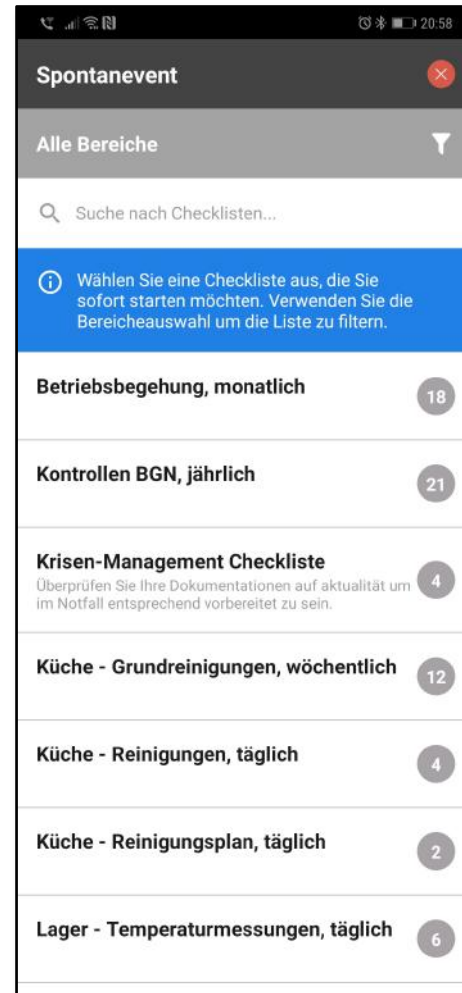 20:58
Spontanevent
Alle Bereiche
Suche nach Checklisten...
Wählen Sie eine Checkliste aus, die Sie
sofort starten möchten. Verwenden Sie die
Bereicheauswahl um die Liste zu filtern.
Betriebsbegehung, monatlich
18
Kontrollen BGN, jährlich
21
Krisen-Management Checkliste
Überprüfen Sie Ihre Dokumentationen auf aktualität um
im Notfall entsprechend vorbereitet zu sein.
4
Küche - Grundreinigungen, wöchentlich
12
Küche - Reinigungen, täglich
4
Küche - Reinigungsplan, täglich
2
Lager - Temperaturmessungen, täglich
6